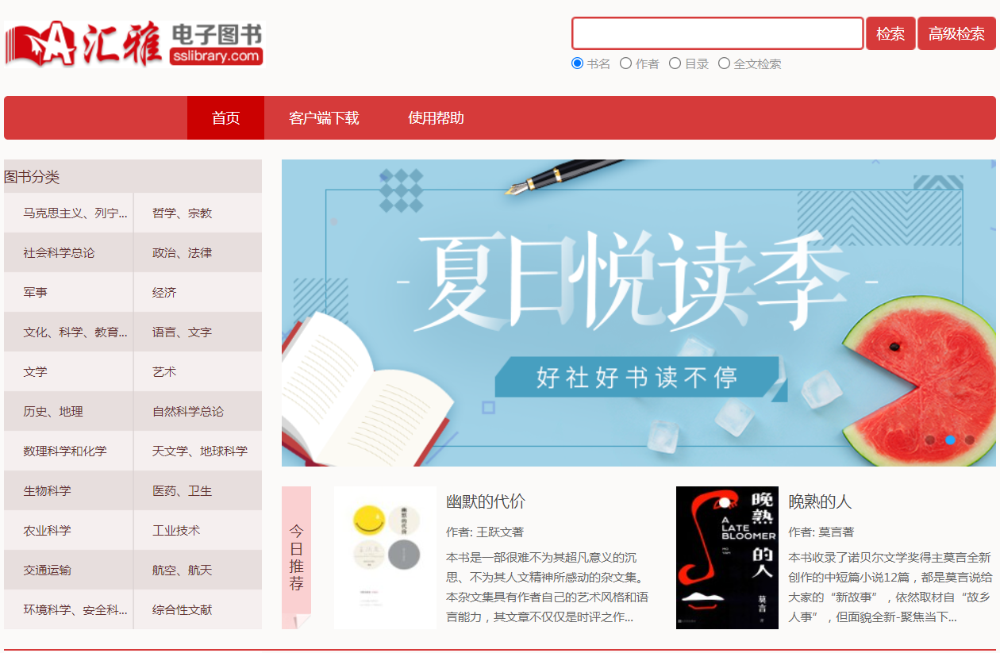 汇雅 电子图书
sslibrary.com
检索 高级检索
书名 作者 目录 全文检索
首页 客户端下载 使用帮助
图书分类
马克思主义、列宁... 哲学、宗教
社会科学总论 政治、法律
军事 经济
文化、科学、教育... 语言、文字
文学 艺术
历史、地理 自然科学总论
数理科学和化学 天文学、地球科学
生物科学 医药、卫生
农业科学 工业技术
交通运输 航空、航天
环境科学、安全科... 综合性文献
- 夏日悦读季 -
好社好书读不停
今日推荐
幽默的代价
幽默的代价
作者: 王跃文著
本书是一部很难不为其超凡意义的沉
思、不为其人文精神所感动的杂文集。
本杂文集具有作者自己的艺术风格和语
言能力，其文章不仅仅是时评之作...
晚熟的人
A LATE BLOOMER
莫言
晚熟的人
作者: 莫言著
本书收录了诺贝尔文学奖得主莫言全新
创作的中短篇小说12篇，都是莫言说给
大家的“新故事”，依然取材自“故乡
人事”，但面貌全新-聚焦当下...